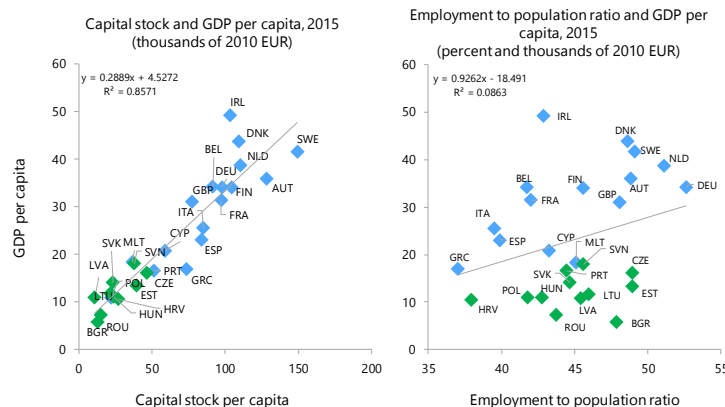 Capital stock and GDP per capita, 2015
(thousands of 2010 EUR)
y = 0.2889x + 4.5272
R² = 0.8571
GDP per capita
60
50
40
30
20
10
0
IRL
DNK
SWE
BEL
NLD
DEU
GBP
FIN
AUT
ITA
FRA
SVK
MLT
CYP
SVN
ESP
LVA
POL
PRT
CZE
GRC
LTU
EST
HUN
HRV
BGR
ROU
0
50
100
150
200
Capital stock per capita
Employment to population ratio and GDP per
capita, 2015
(percent and thousands of 2010 EUR)
y = 0.9262x - 18.491
R² = 0.0863
60
50
40
30
20
10
0
IRL
DNK
SWE
NLD
BEL
FIN
AUT
DEU
FRA
GBP
ITA
ESP
CYP
MLT
SVN
GRC
SVK
PRT
CZE
POL
HUN
EST
HRV
LVA
LTU
ROU
BGR
35
40
45
50
55
Employment to population ratio